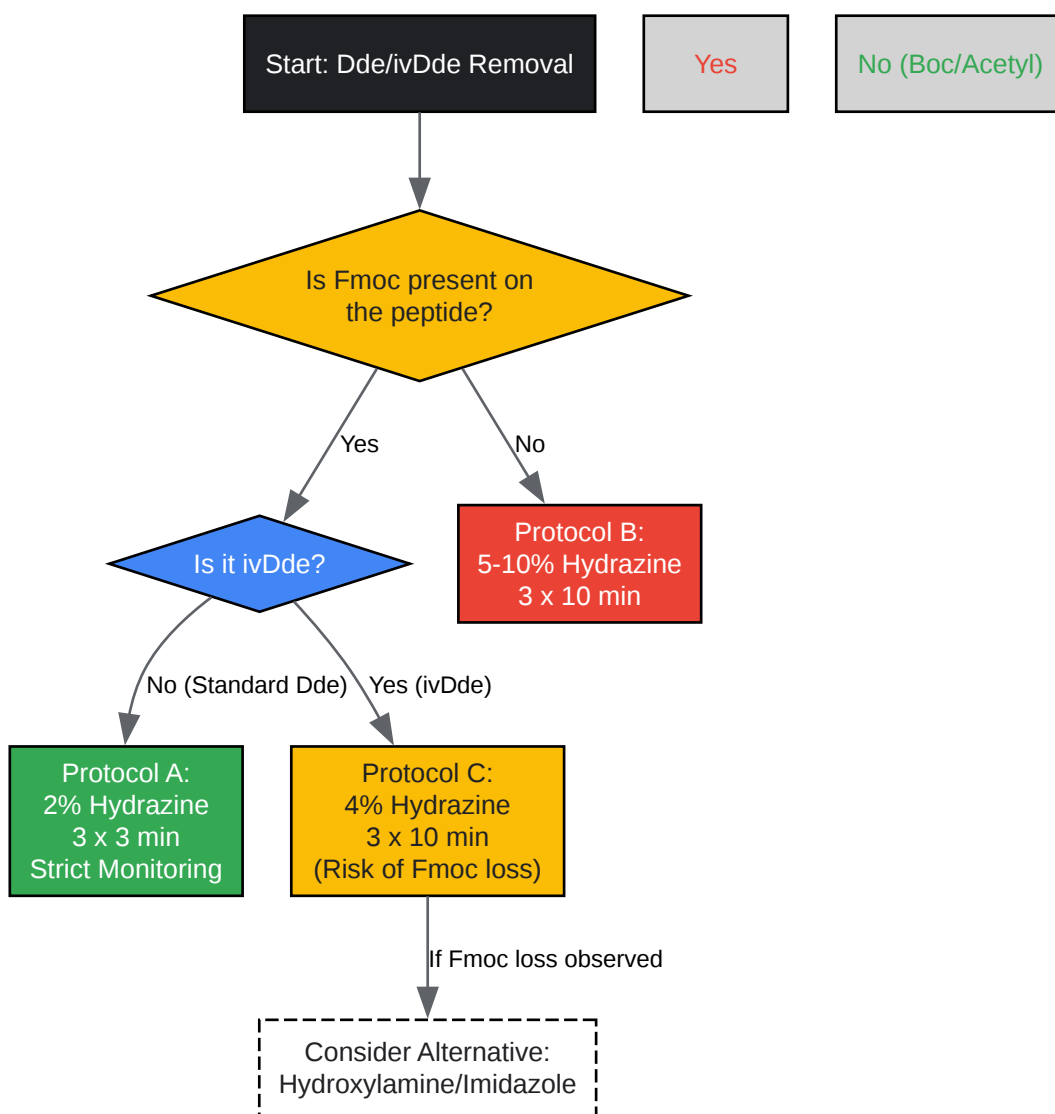 Start: Dde/ivDde Removal
Yes
No (Boc/Acetyl)
Is Fmoc present on
the peptide?
Yes
No
Is it ivDde?
Protocol B:
5-10% Hydrazine
3 x 10 min
No (Standard Dde)
Yes (ivDde)
Protocol A:
2% Hydrazine
3 x 3 min
Strict Monitoring
Protocol C:
4% Hydrazine
3 x 10 min
(Risk of Fmoc loss)
If Fmoc loss observed
Consider Alternative:
Hydroxylamine/Imidazole